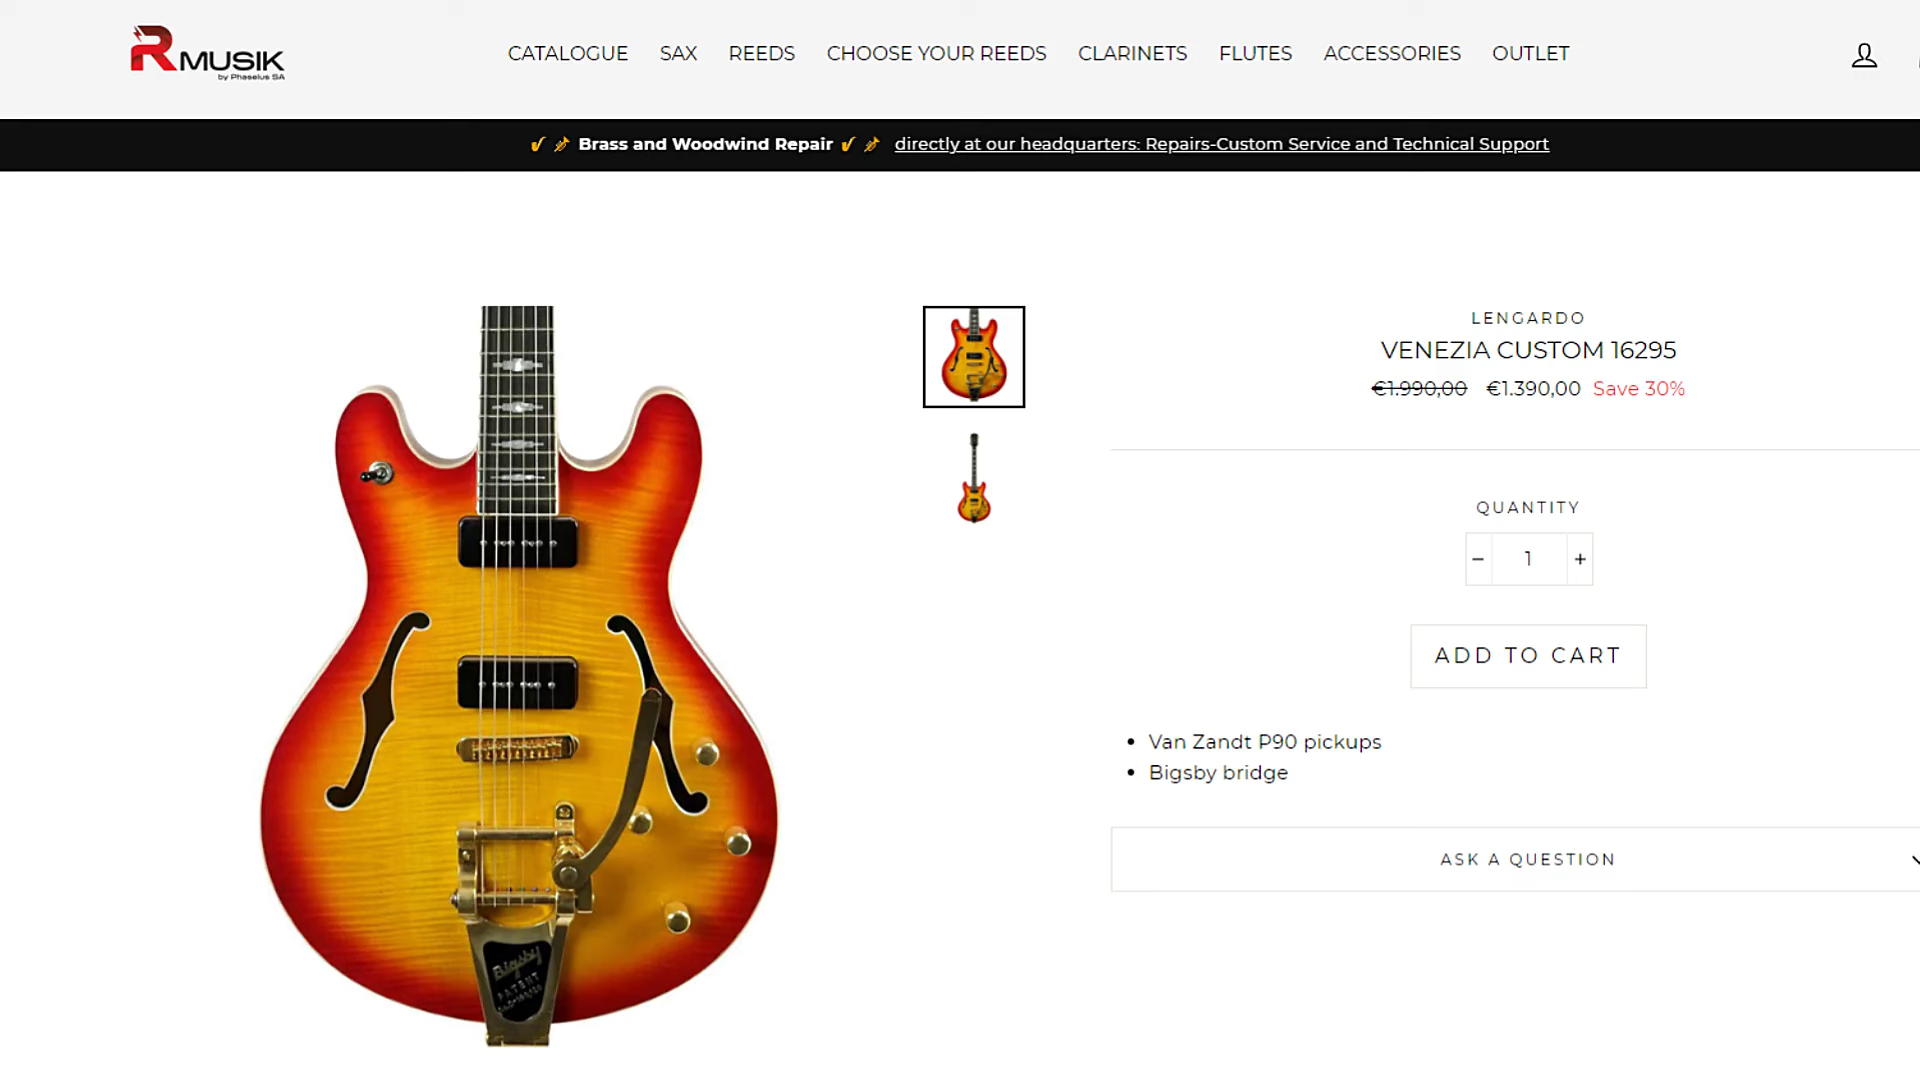 R MUSIK
by Phaselus SA
CATALOGUE SAX REEDS CHOOSE YOUR REEDS CLARINETS FLUTES ACCESSORIES OUTLET
Brass and Woodwind Repair directly at our headquarters: Repairs-Custom Service and Technical Support
LENGARDO
VENEZIA CUSTOM 16295
€1.990,00 €1.390,00 Save 30%
QUANTITY
− 1 +
ADD TO CART
• Van Zandt P90 pickups
• Bigsby bridge
ASK A QUESTION
Bigsby
PATENT